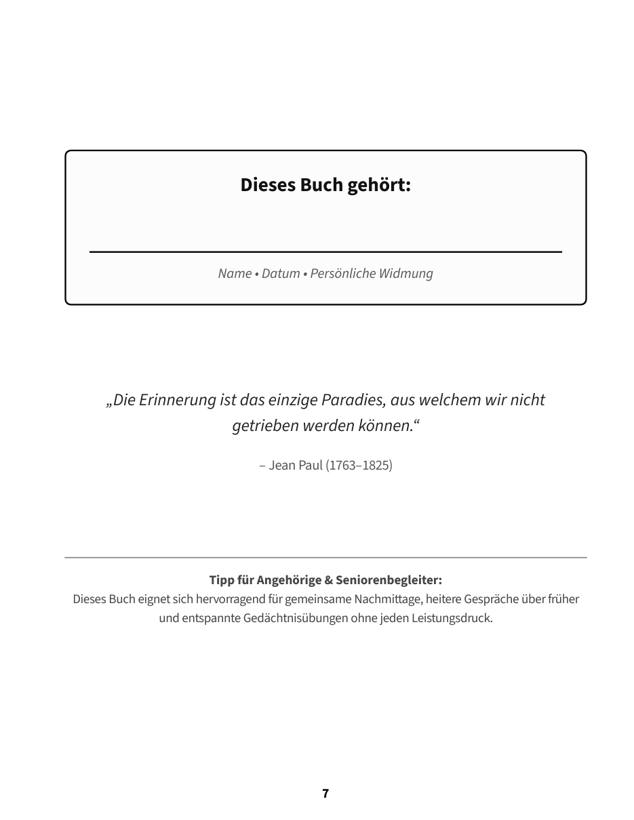 Dieses Buch gehört:
Name • Datum • Persönliche Widmung
„Die Erinnerung ist das einzige Paradies, aus welchem wir nicht
getrieben werden können.“
– Jean Paul (1763–1825)
Tipp für Angehörige & Seniorenbegleiter:
Dieses Buch eignet sich hervorragend für gemeinsame Nachmittage, heitere Gespräche über früher
und entspannte Gedächtnisübungen ohne jeden Leistungsdruck.
7